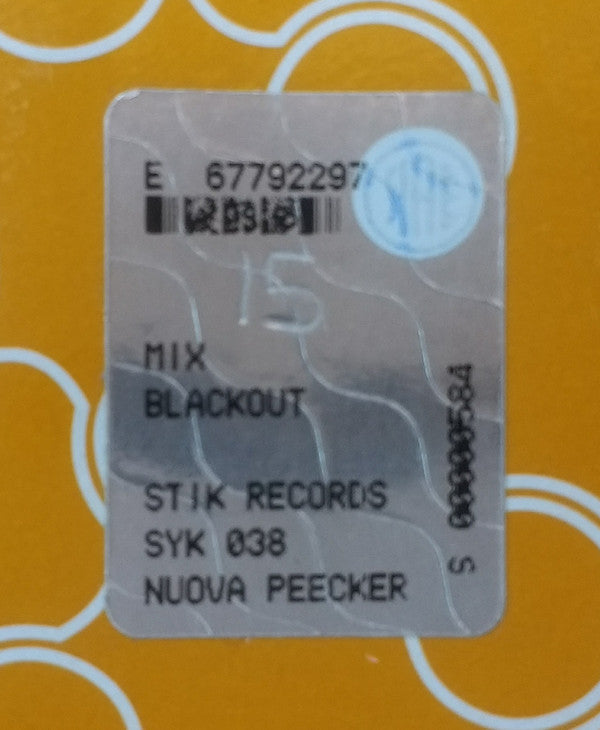 E 67792297
15
MIX
BLACKOUT
STIK RECORDS
SYK 038
NUOVA PEECKER
S 00000584